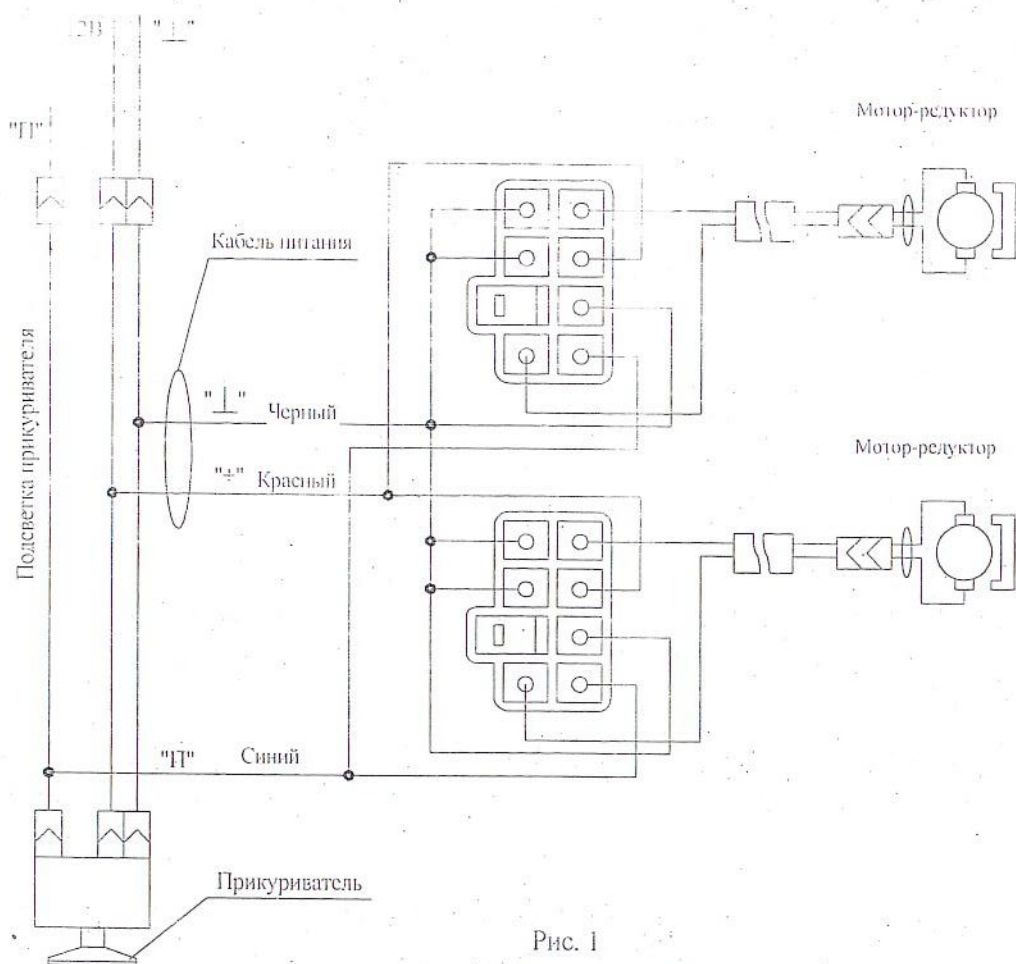 12В "⊥"
"П"
Мотор-редуктор
Кабель питания
Подсветка прикуривателя
"⊥" Черный
Мотор-редуктор
"+" Красный
"П" Синий
Прикуриватель
Рис. 1